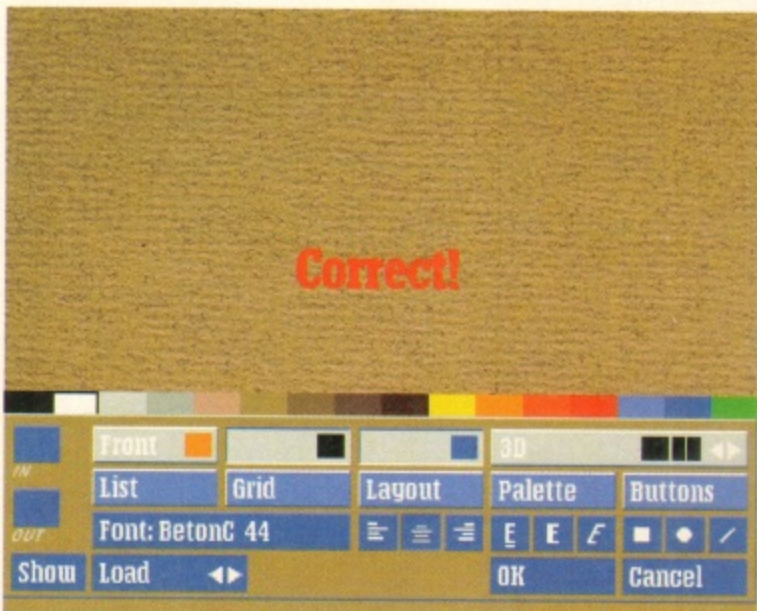 Correct!
Front 3D
IN
List Grid Layout Palette Buttons
OUT
Font: BetonC 44 E E E
Show Load OK Cancel